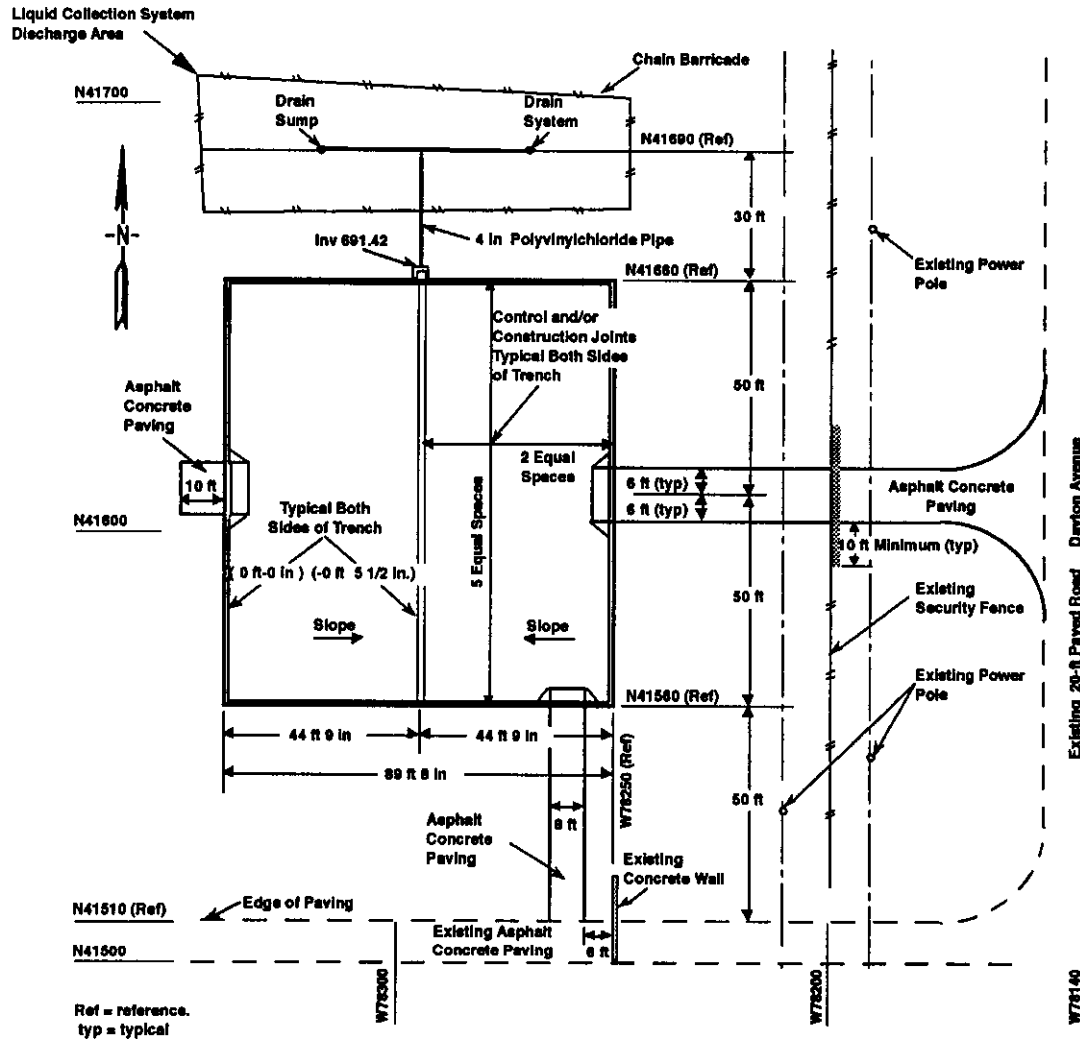 Liquid Collection System
Discharge Area
Chain Barricade
N41700
Drain
Sump
Drain
System
N41690 (Ref)
30 ft
-N-
Inv 691.42
4 in Polyvinylchloride Pipe
N41660 (Ref)
Existing Power
Pole
Control and/or
Construction Joints
Typical Both Sides
of Trench
50 ft
Asphalt
Concrete
Paving
10 ft
2 Equal
Spaces
6 ft (typ)
6 ft (typ)
Asphalt Concrete
Paving
N41600
Typical Both
Sides of Trench
5 Equal Spaces
10 ft Minimum (typ)
( 0 ft-0 in ) (-0 ft 5 1/2 in.)
50 ft
Existing
Security Fence
Slope
Slope
Existing 20-ft Paved Road Dayton Avenue
N41560 (Ref)
Existing Power
Pole
44 ft 9 in
44 ft 9 in
89 ft 6 in
W78250 (Ref)
50 ft
8 ft
Asphalt
Concrete
Paving
Existing
Concrete Wall
N41510 (Ref)
Edge of Paving
Existing Asphalt
Concrete Paving
6 ft
N41500
W78300
W78200
W78140
Ref = reference.
typ = typical